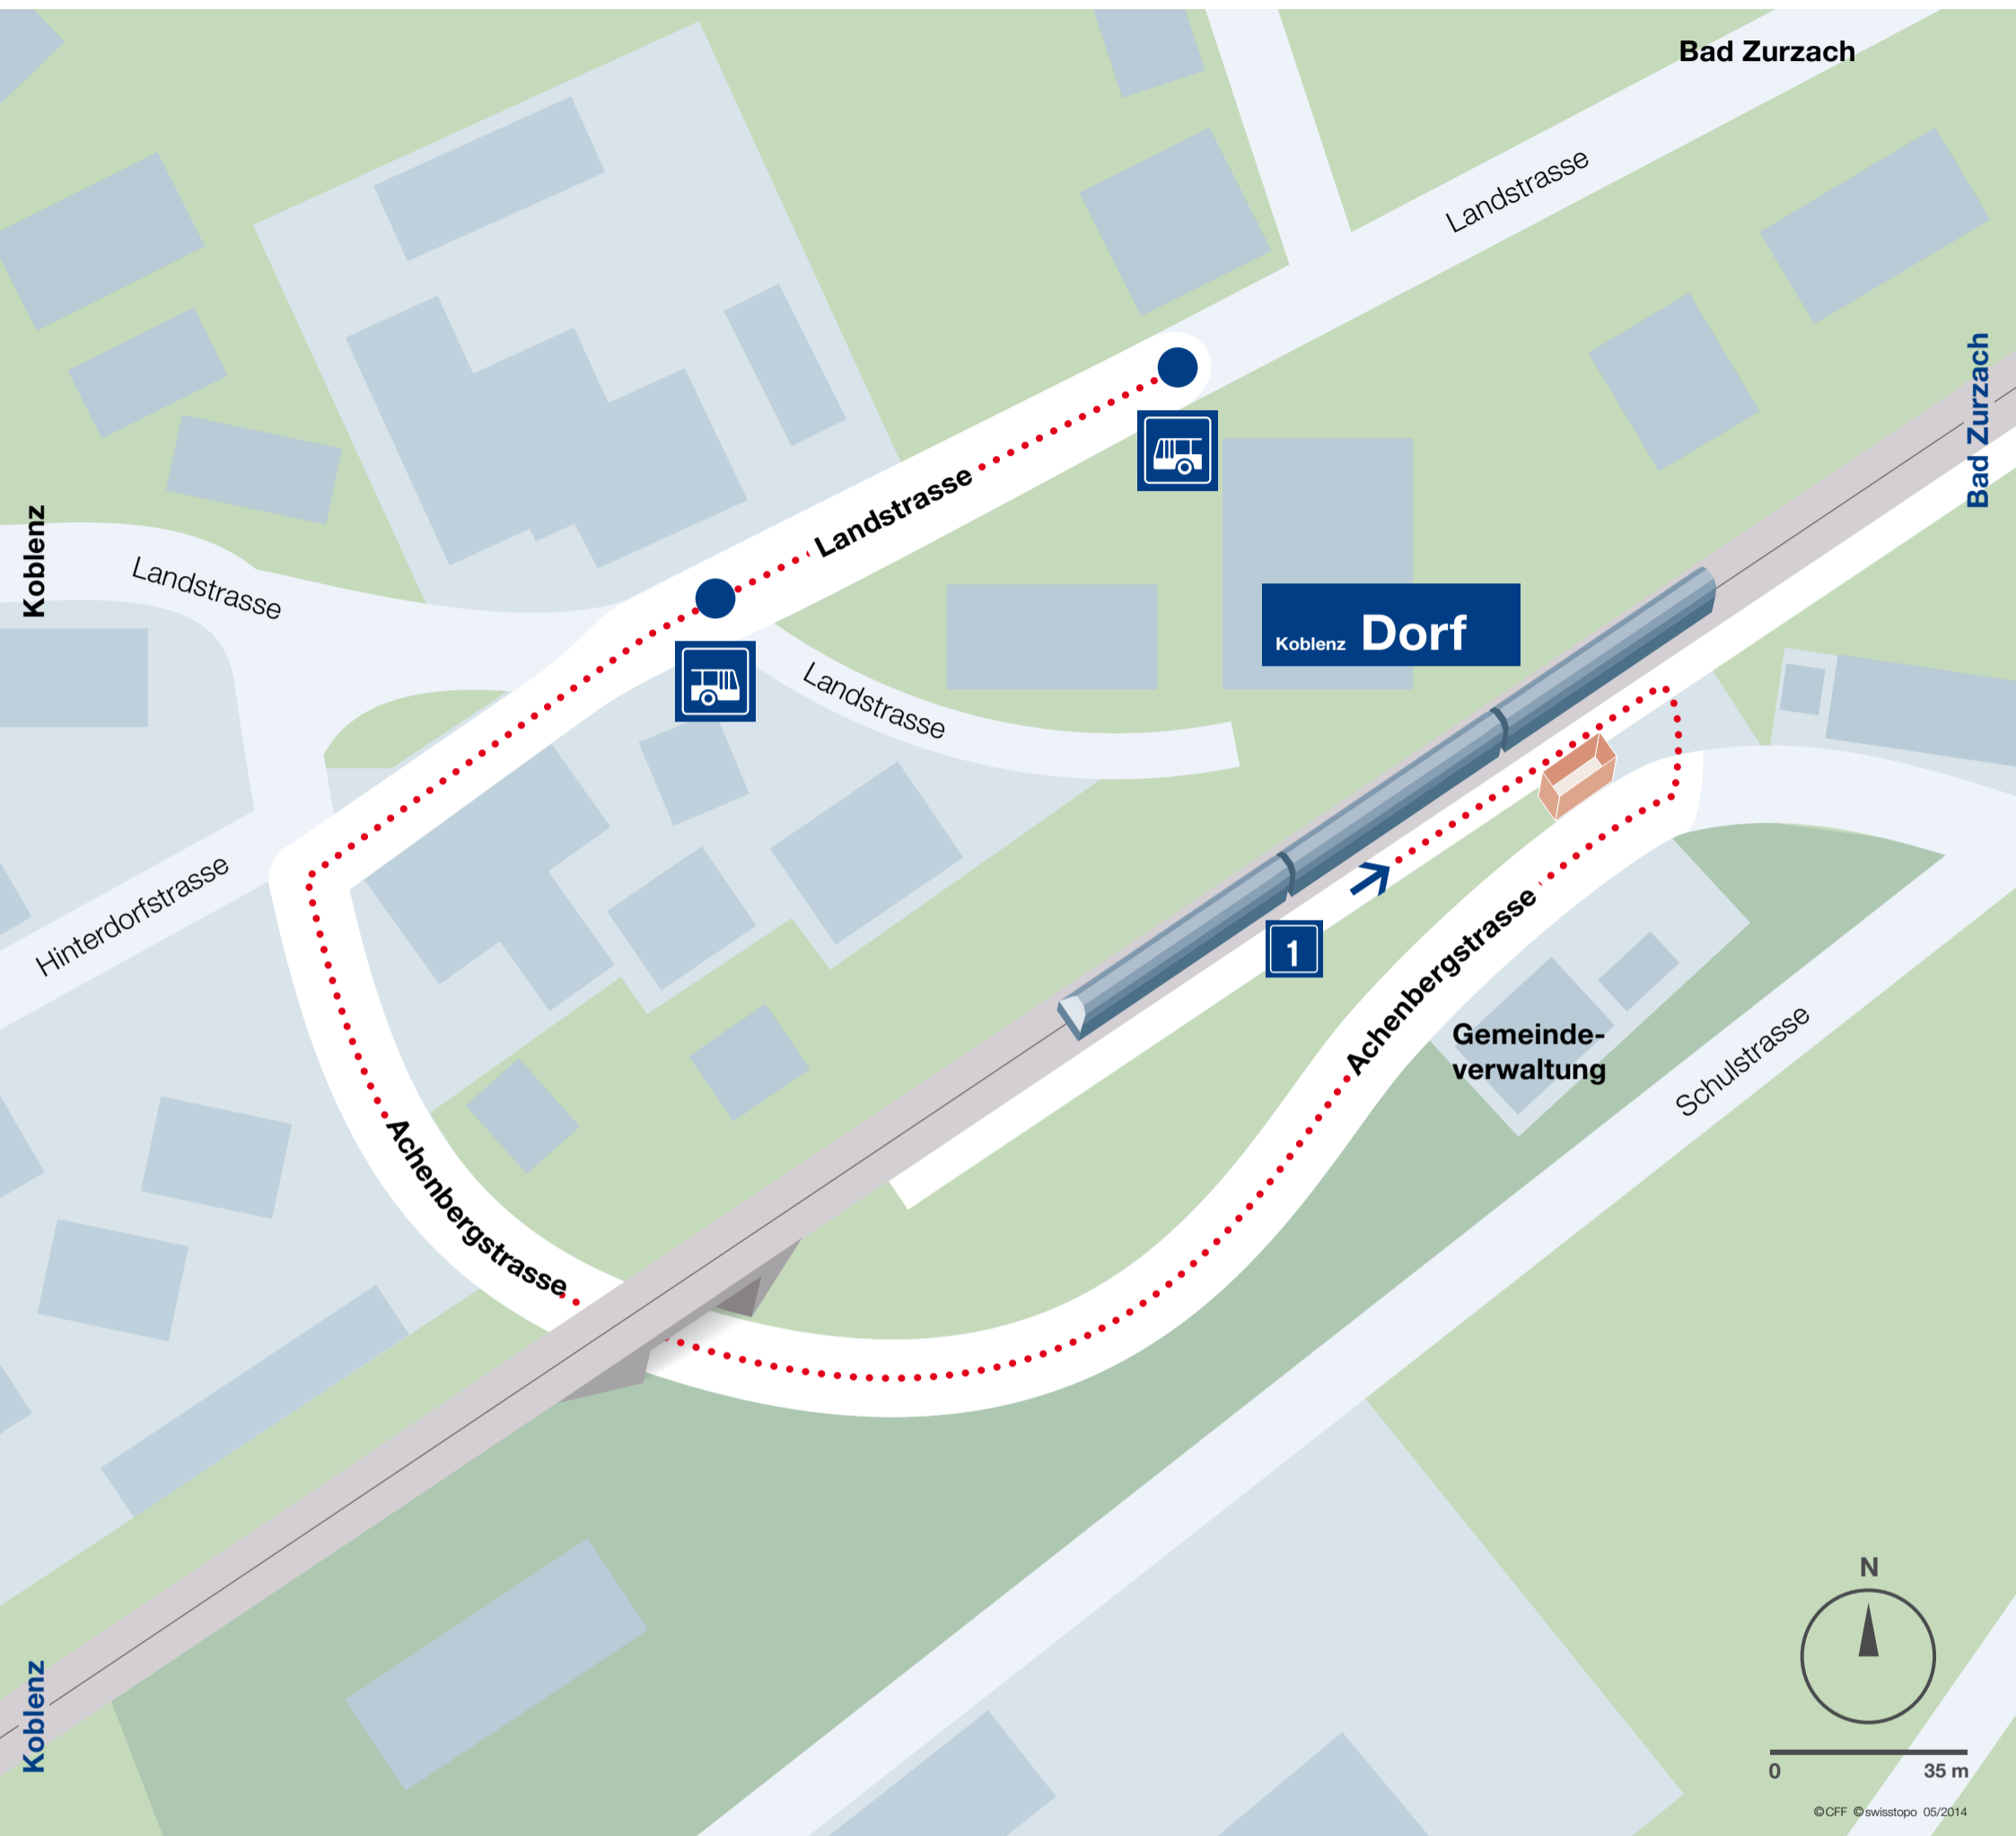 Bad Zurzach
Landstrasse
Bad Zurzach
Landstrasse
Koblenz
Landstrasse
Koblenz Dorf
Landstrasse
Hinterdorfstrasse
1
Achenbergstrasse
Gemeinde-
verwaltung
Schulstrasse
Achenbergstrasse
N
Koblenz
0 35 m
©CFF ©swisstopo 05/2014